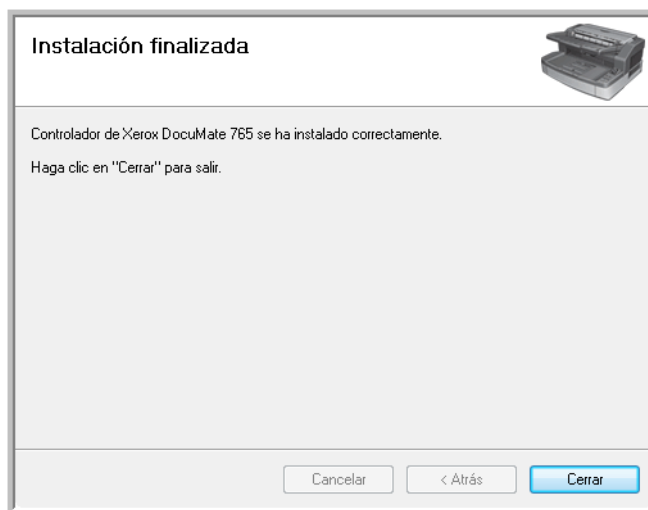 Instalación finalizada
Controlador de Xerox DocuMate 765 se ha instalado correctamente.
Haga clic en "Cerrar" para salir.
Cancelar
< Atrás
Cerrar